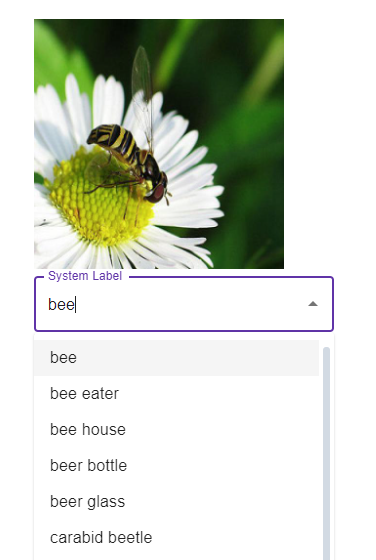 System Label
bee
bee
bee eater
bee house
beer bottle
beer glass
carabid beetle